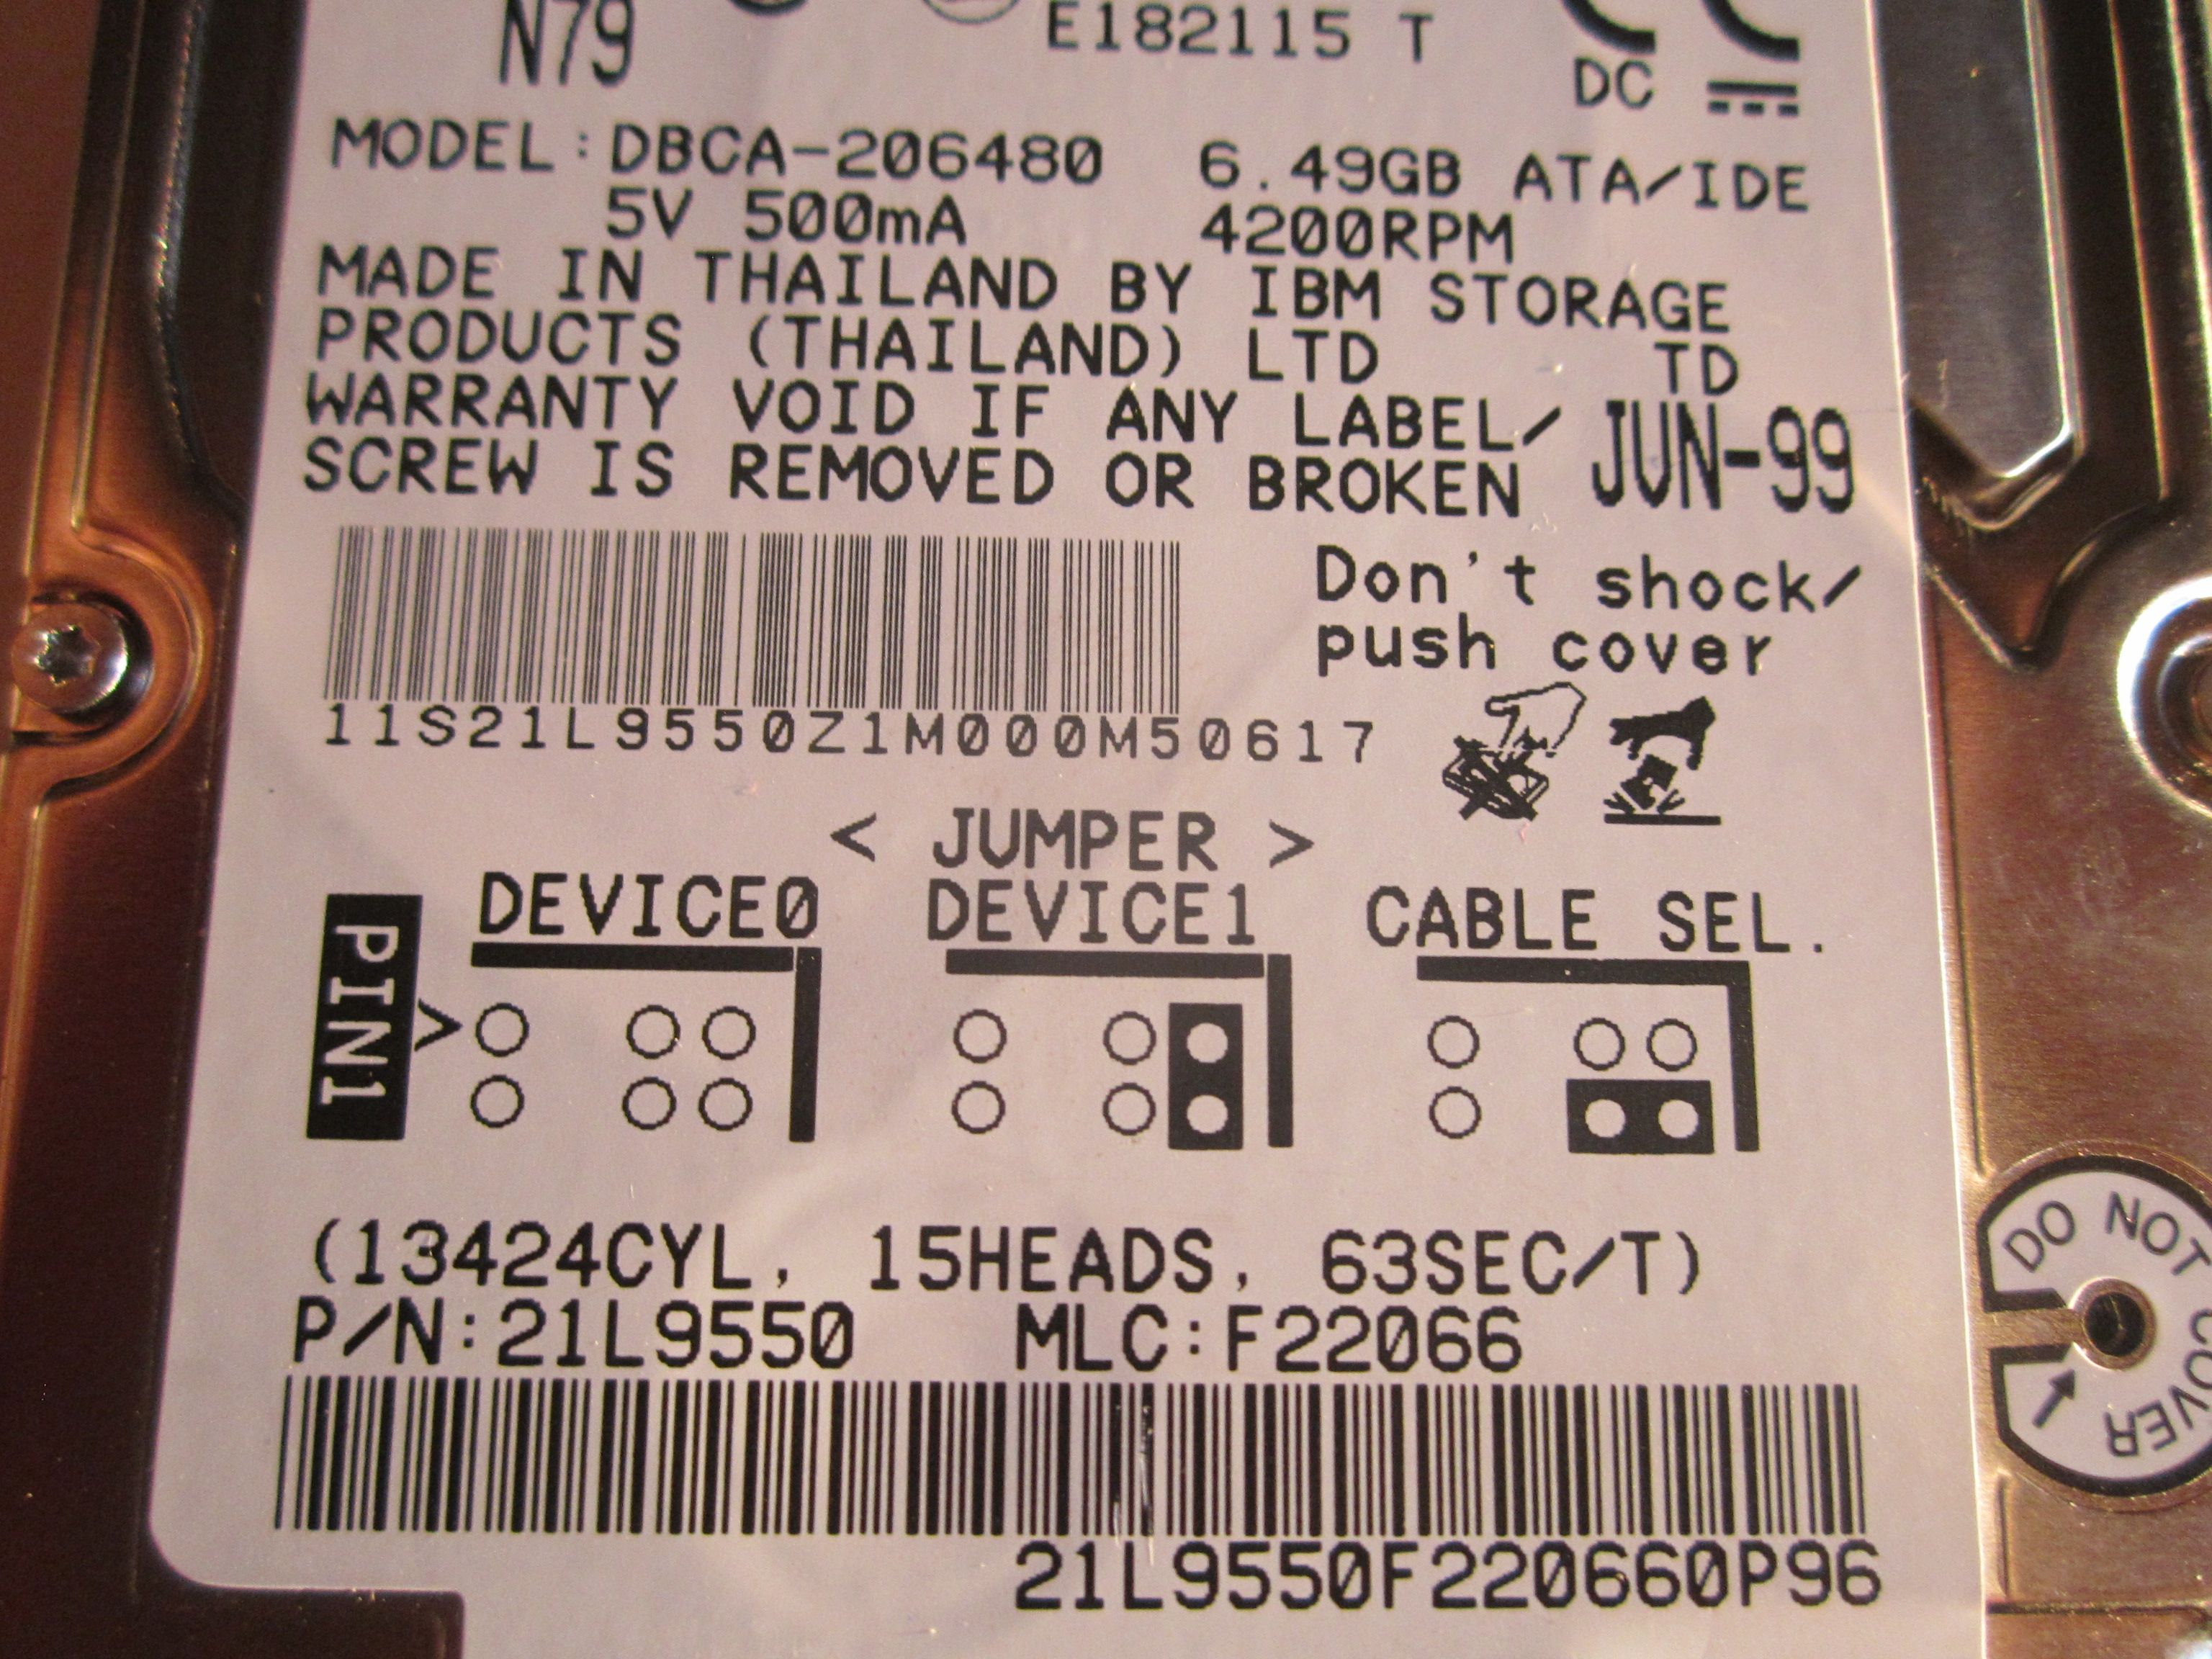 N79
E182115 T
DC
MODEL:DBCA-206480 6.49GB ATA/IDE
5V 500mA 4200RPM
MADE IN THAILAND BY IBM STORAGE
PRODUCTS (THAILAND) LTD TD
WARRANTY VOID IF ANY LABEL/
SCREW IS REMOVED OR BROKEN JUN-99
Don't shock/
push cover
11S21L9550Z1M000M50617
< JUMPER >
DEVICE0 DEVICE1 CABLE SEL.
PIN1
(13424CYL, 15HEADS, 63SEC/T)
P/N:21L9550 MLC:F22066
21L9550F220660P96
DO NOT COVER